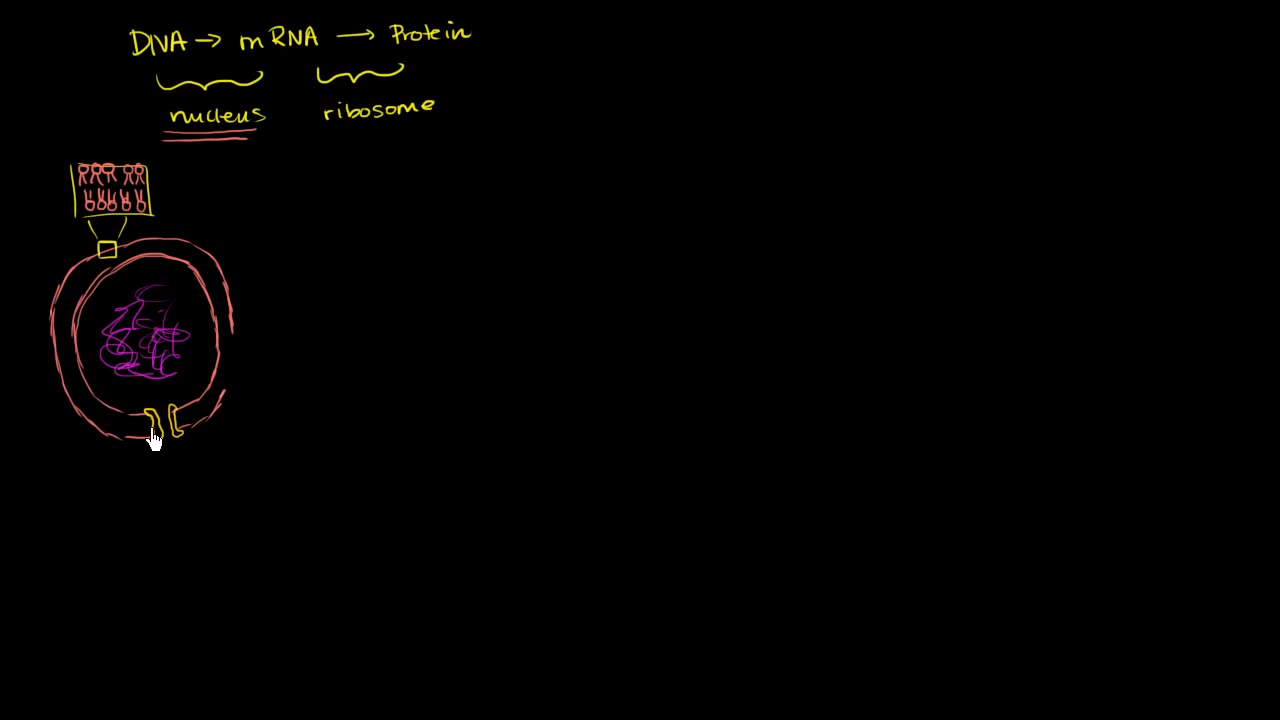 DNA → mRNA → Protein
nucleus ribosome